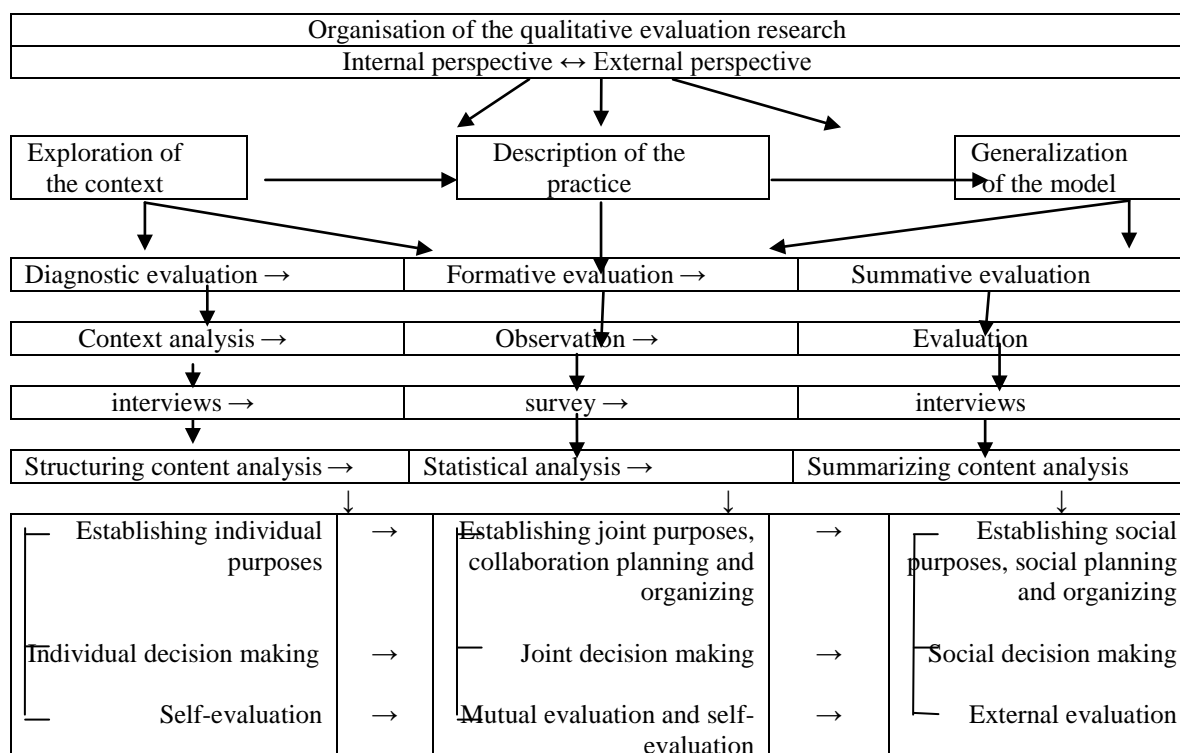 Organisation of the qualitative evaluation research
Internal perspective ↔ External perspective
Exploration of
the context
Description of the
practice
Generalization
of the model
Diagnostic evaluation →
Formative evaluation →
Summative evaluation
Context analysis →
Observation →
Evaluation
interviews →
survey →
interviews
Structuring content analysis →
Statistical analysis →
Summarizing content analysis
↓ ↓ ↓
Establishing individual
purposes
→
Establishing joint purposes,
collaboration planning and
organizing
→
Establishing social
purposes, social planning
and organizing
Individual decision making
→
Joint decision making
→
Social decision making
Self-evaluation
→
Mutual evaluation and self-
evaluation
→
External evaluation